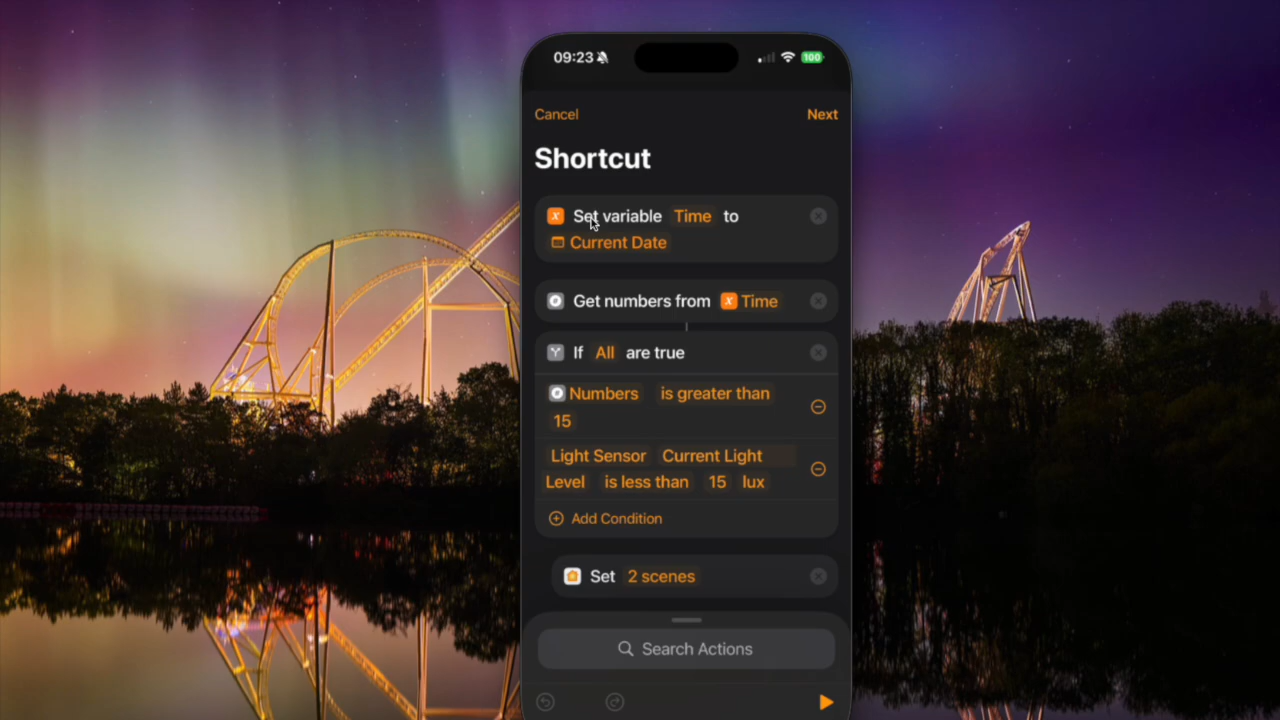 09:23
100
Cancel
Next
Shortcut
Set variable Time to
Current Date
Get numbers from Time
If All are true
Numbers is greater than
15
Light Sensor Current Light
Level is less than 15 lux
Add Condition
Set 2 scenes
Search Actions